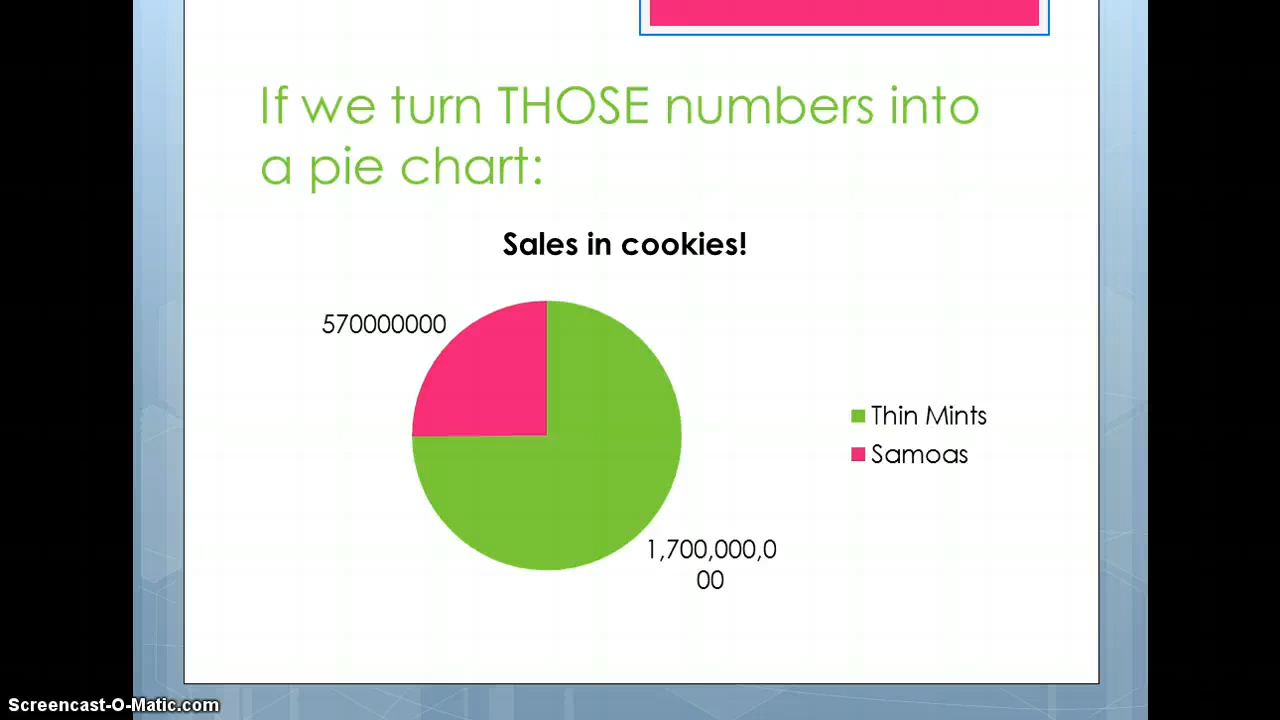 If we turn THOSE numbers into
a pie chart:
Sales in cookies!
570000000
Thin Mints
Samoas
1,700,000,0
00
Screencast-O-Matic.com